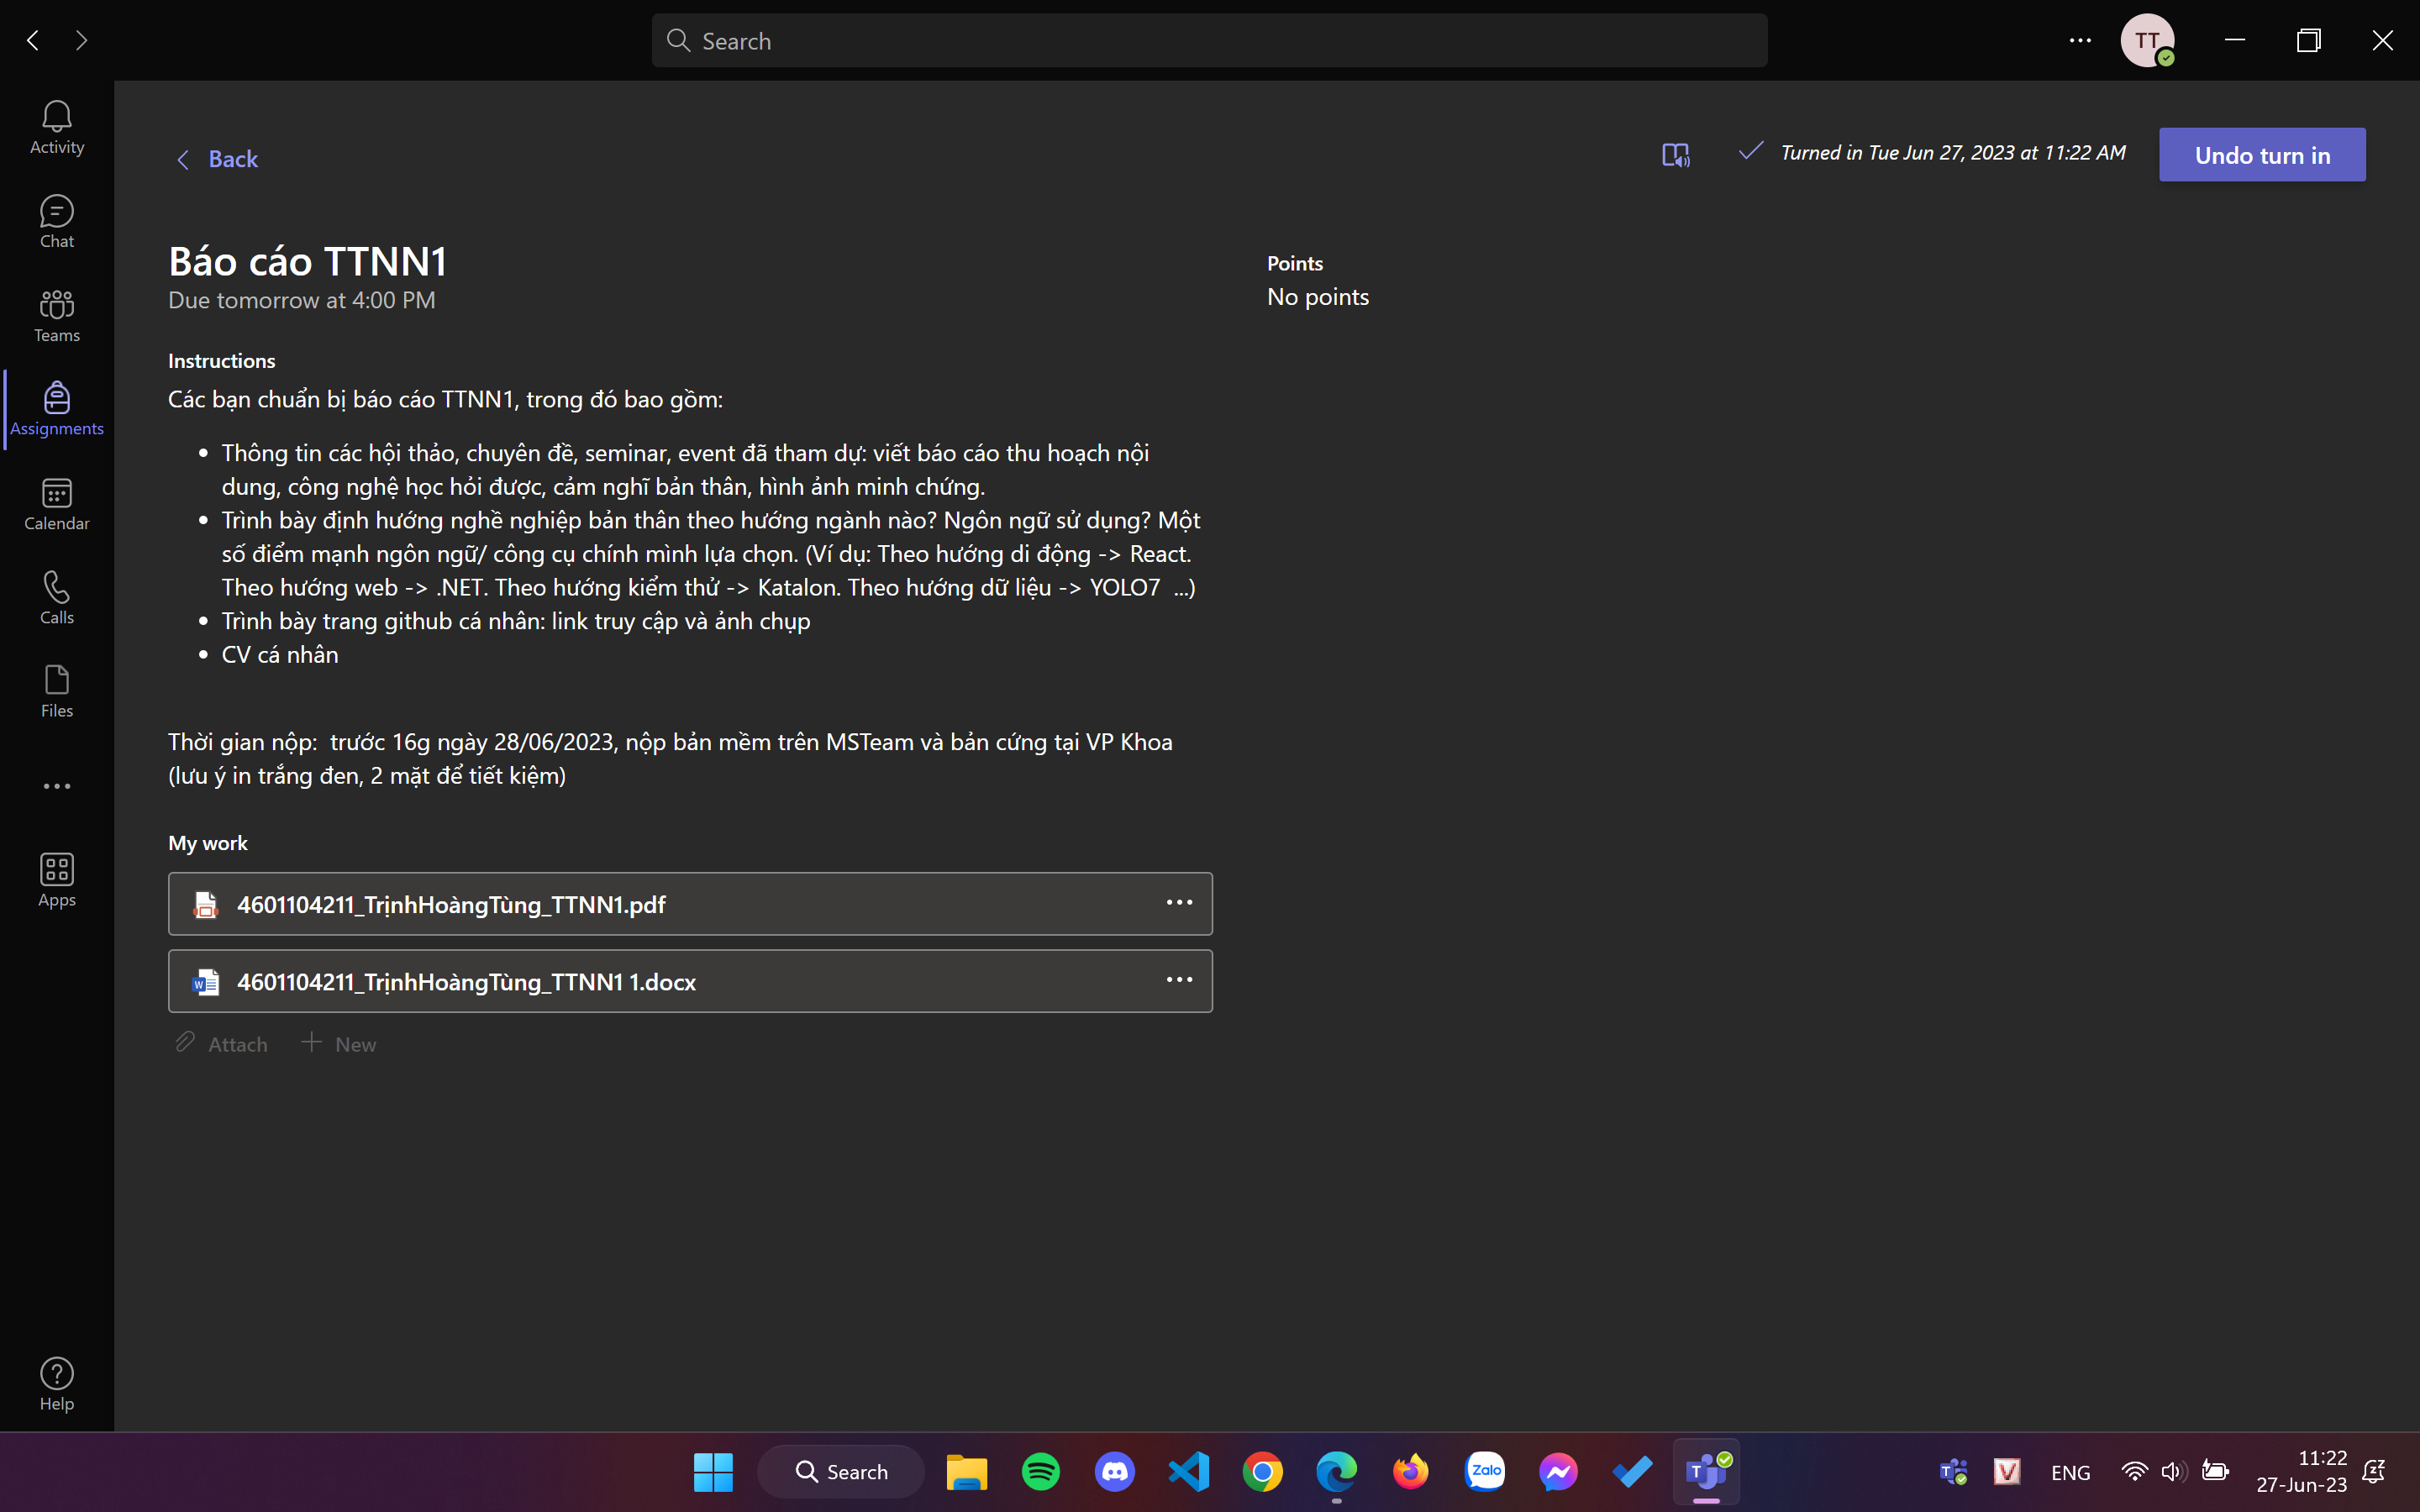 Search
TT
Activity
Chat
Teams
Assignments
Calendar
Calls
Files
Apps
Help
Back
Turned in Tue Jun 27, 2023 at 11:22 AM
Undo turn in
Báo cáo TTNN1
Due tomorrow at 4:00 PM
Points
No points
Instructions
Các bạn chuẩn bị báo cáo TTNN1, trong đó bao gồm:
• Thông tin các hội thảo, chuyên đề, seminar, event đã tham dự: viết báo cáo thu hoạch nội
dung, công nghệ học hỏi được, cảm nghĩ bản thân, hình ảnh minh chứng.
• Trình bày định hướng nghề nghiệp bản thân theo hướng ngành nào? Ngôn ngữ sử dụng? Một
số điểm mạnh ngôn ngữ/ công cụ chính mình lựa chọn. (Ví dụ: Theo hướng di động -> React.
Theo hướng web -> .NET. Theo hướng kiểm thử -> Katalon. Theo hướng dữ liệu -> YOLO7 ...)
• Trình bày trang github cá nhân: link truy cập và ảnh chụp
• CV cá nhân
Thời gian nộp: trước 16g ngày 28/06/2023, nộp bản mềm trên MSTeam và bản cứng tại VP Khoa
(lưu ý in trắng đen, 2 mặt để tiết kiệm)
My work
4601104211_TrịnhHoàngTùng_TTNN1.pdf
4601104211_TrịnhHoàngTùng_TTNN1 1.docx
Attach
New
Search
Zalo
ENG
11:22
27-Jun-23